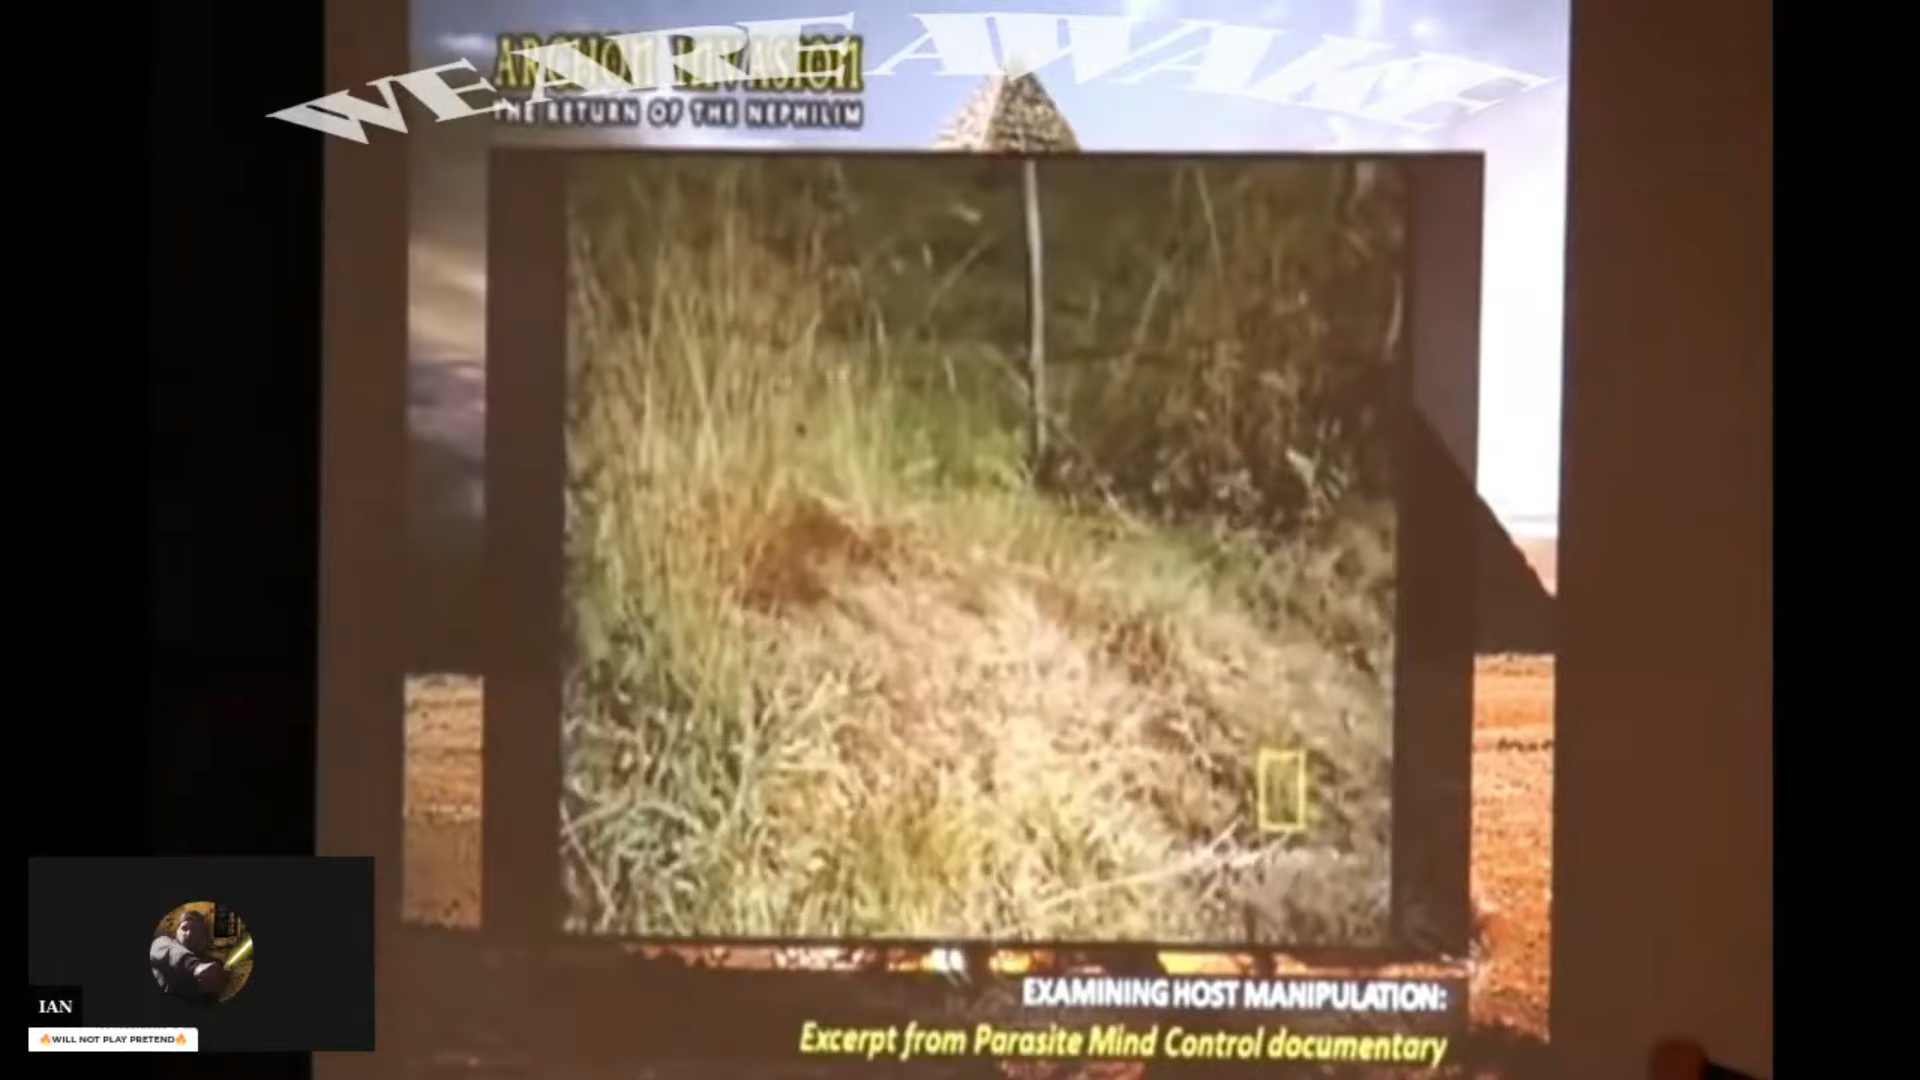 WE ARE AWAKE
ARCHON INVASION
THE RETURN OF THE NEPHILIM
EXAMINING HOST MANIPULATION:
Excerpt from Parasite Mind Control documentary
IAN
🔥WILL NOT PLAY PRETEND🔥